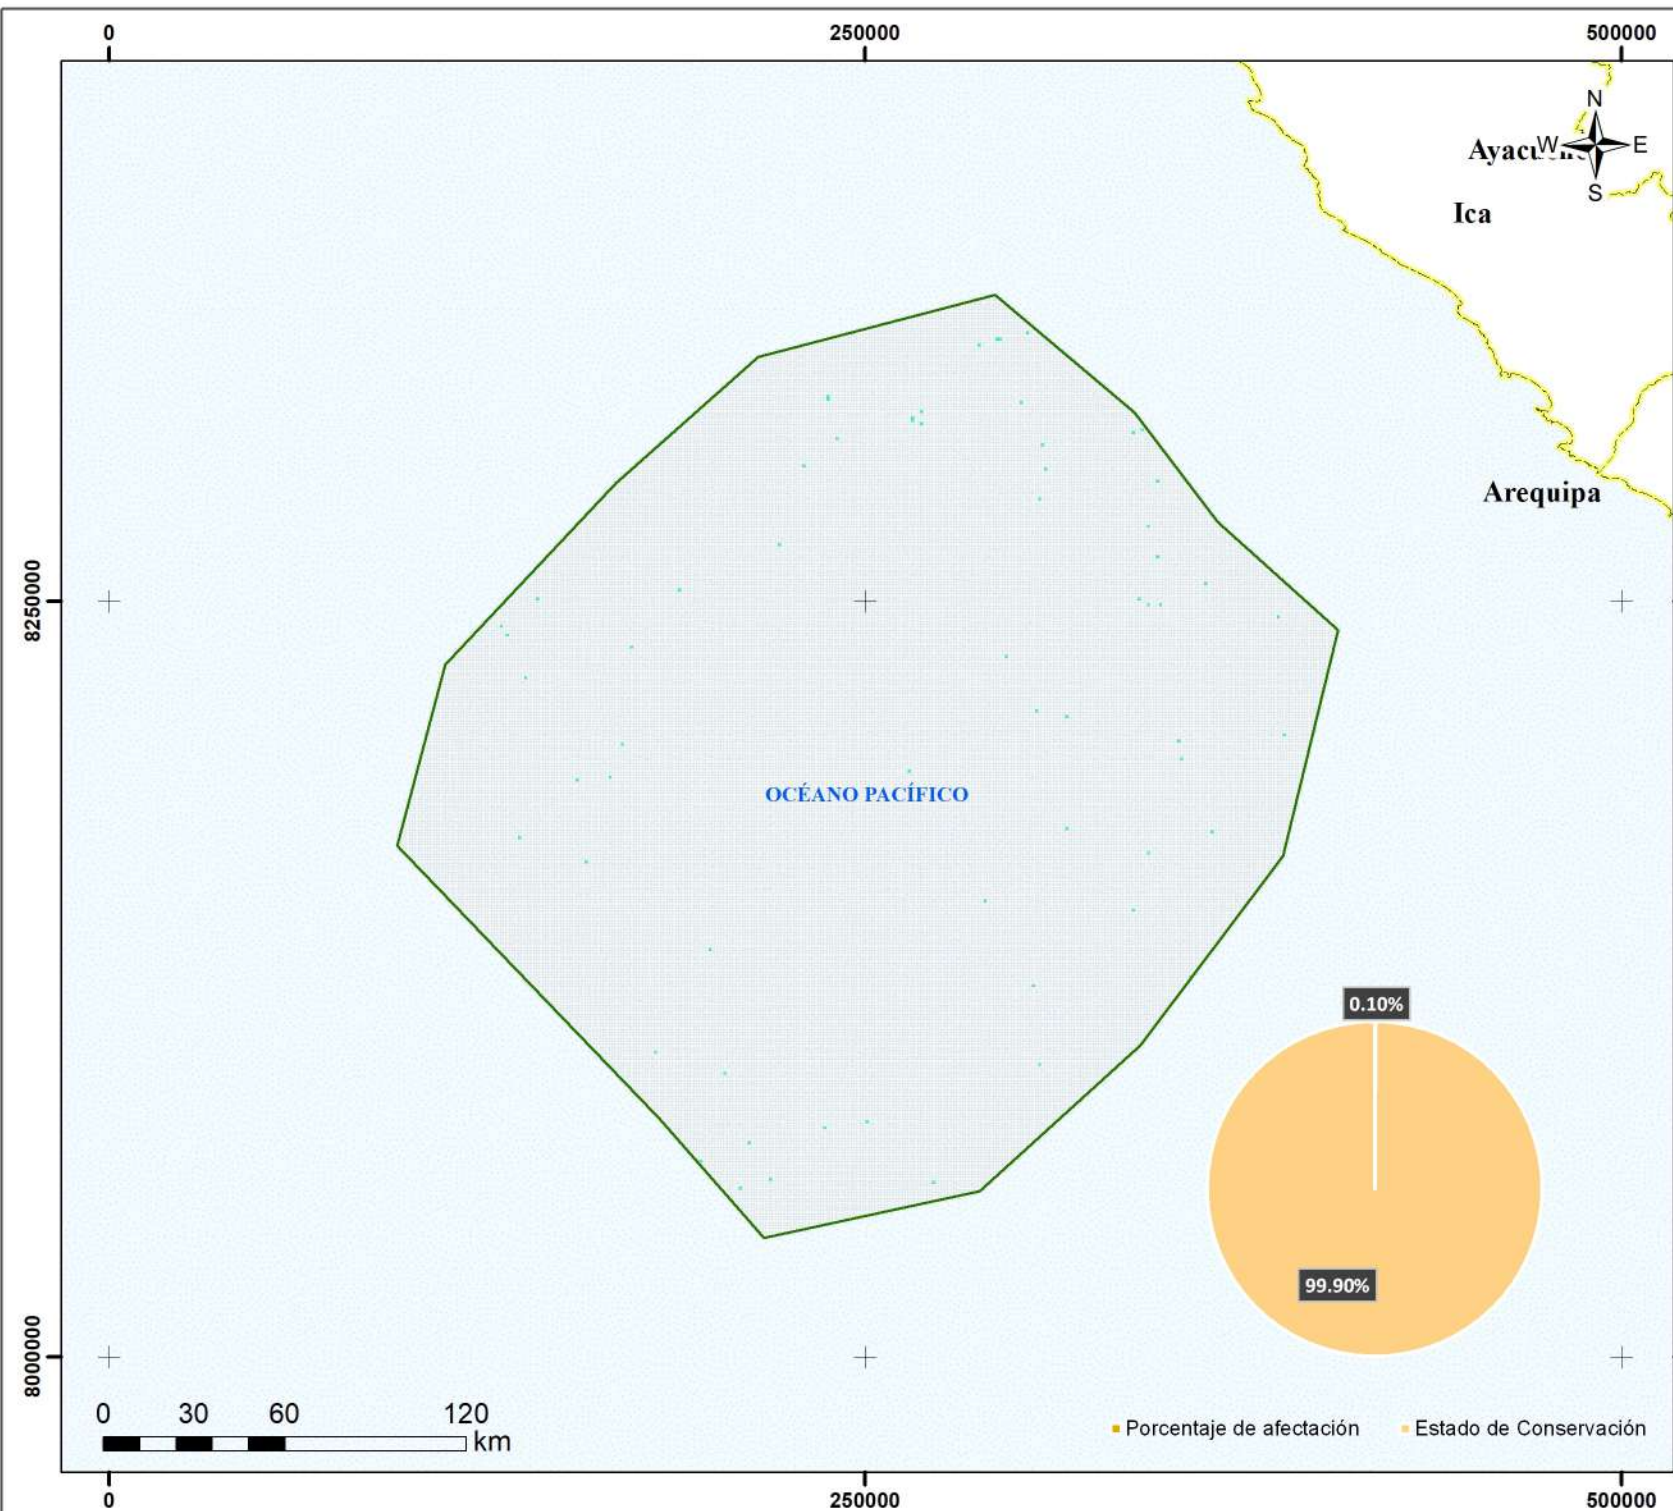 0 250000 500000
N
W E
S
Ica
Arequipa
8250000
OCÉANO PACÍFICO
0.10%
99.90%
8000000
0 30 60 120
km
Porcentaje de afectación Estado de Conservación
0 250000 500000